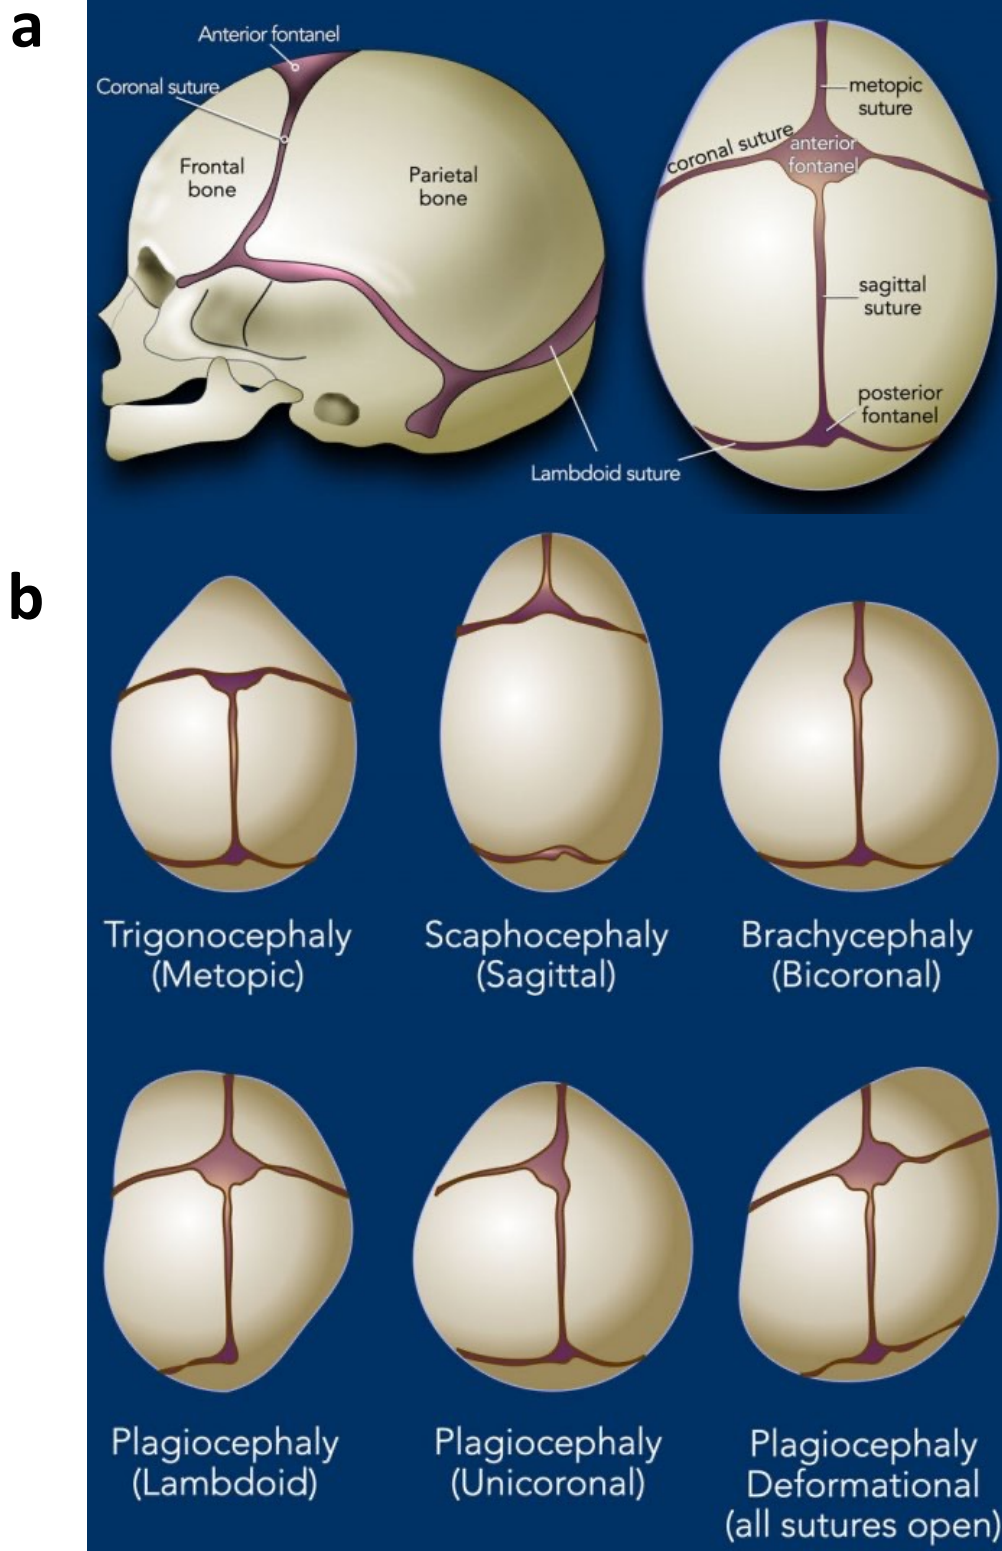 a
Anterior fontanel
Coronal suture
Frontal
bone
Parietal
bone
Lambdoid suture
metopic
suture
coronal suture
anterior
fontanel
sagittal
suture
posterior
fontanel
b
Trigonocephaly
(Metopic)
Scaphocephaly
(Sagittal)
Brachycephaly
(Bicoronal)
Plagiocephaly
(Lambdoid)
Plagiocephaly
(Unicoronal)
Plagiocephaly
Deformational
(all sutures open)